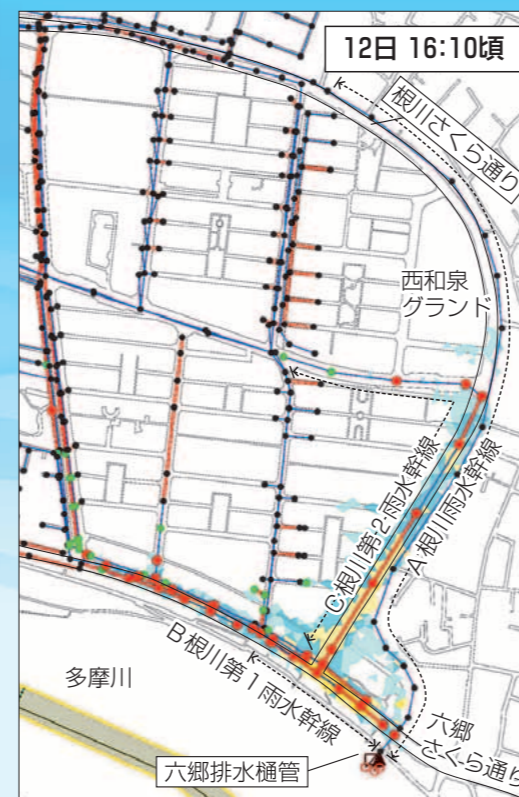 12日 16:10頃
根川さくら通り
西和泉
グランド
C 根川第2雨水幹線
A 根川雨水幹線
B 根川第1雨水幹線
多摩川
六郷
さくら通り
六郷排水樋管